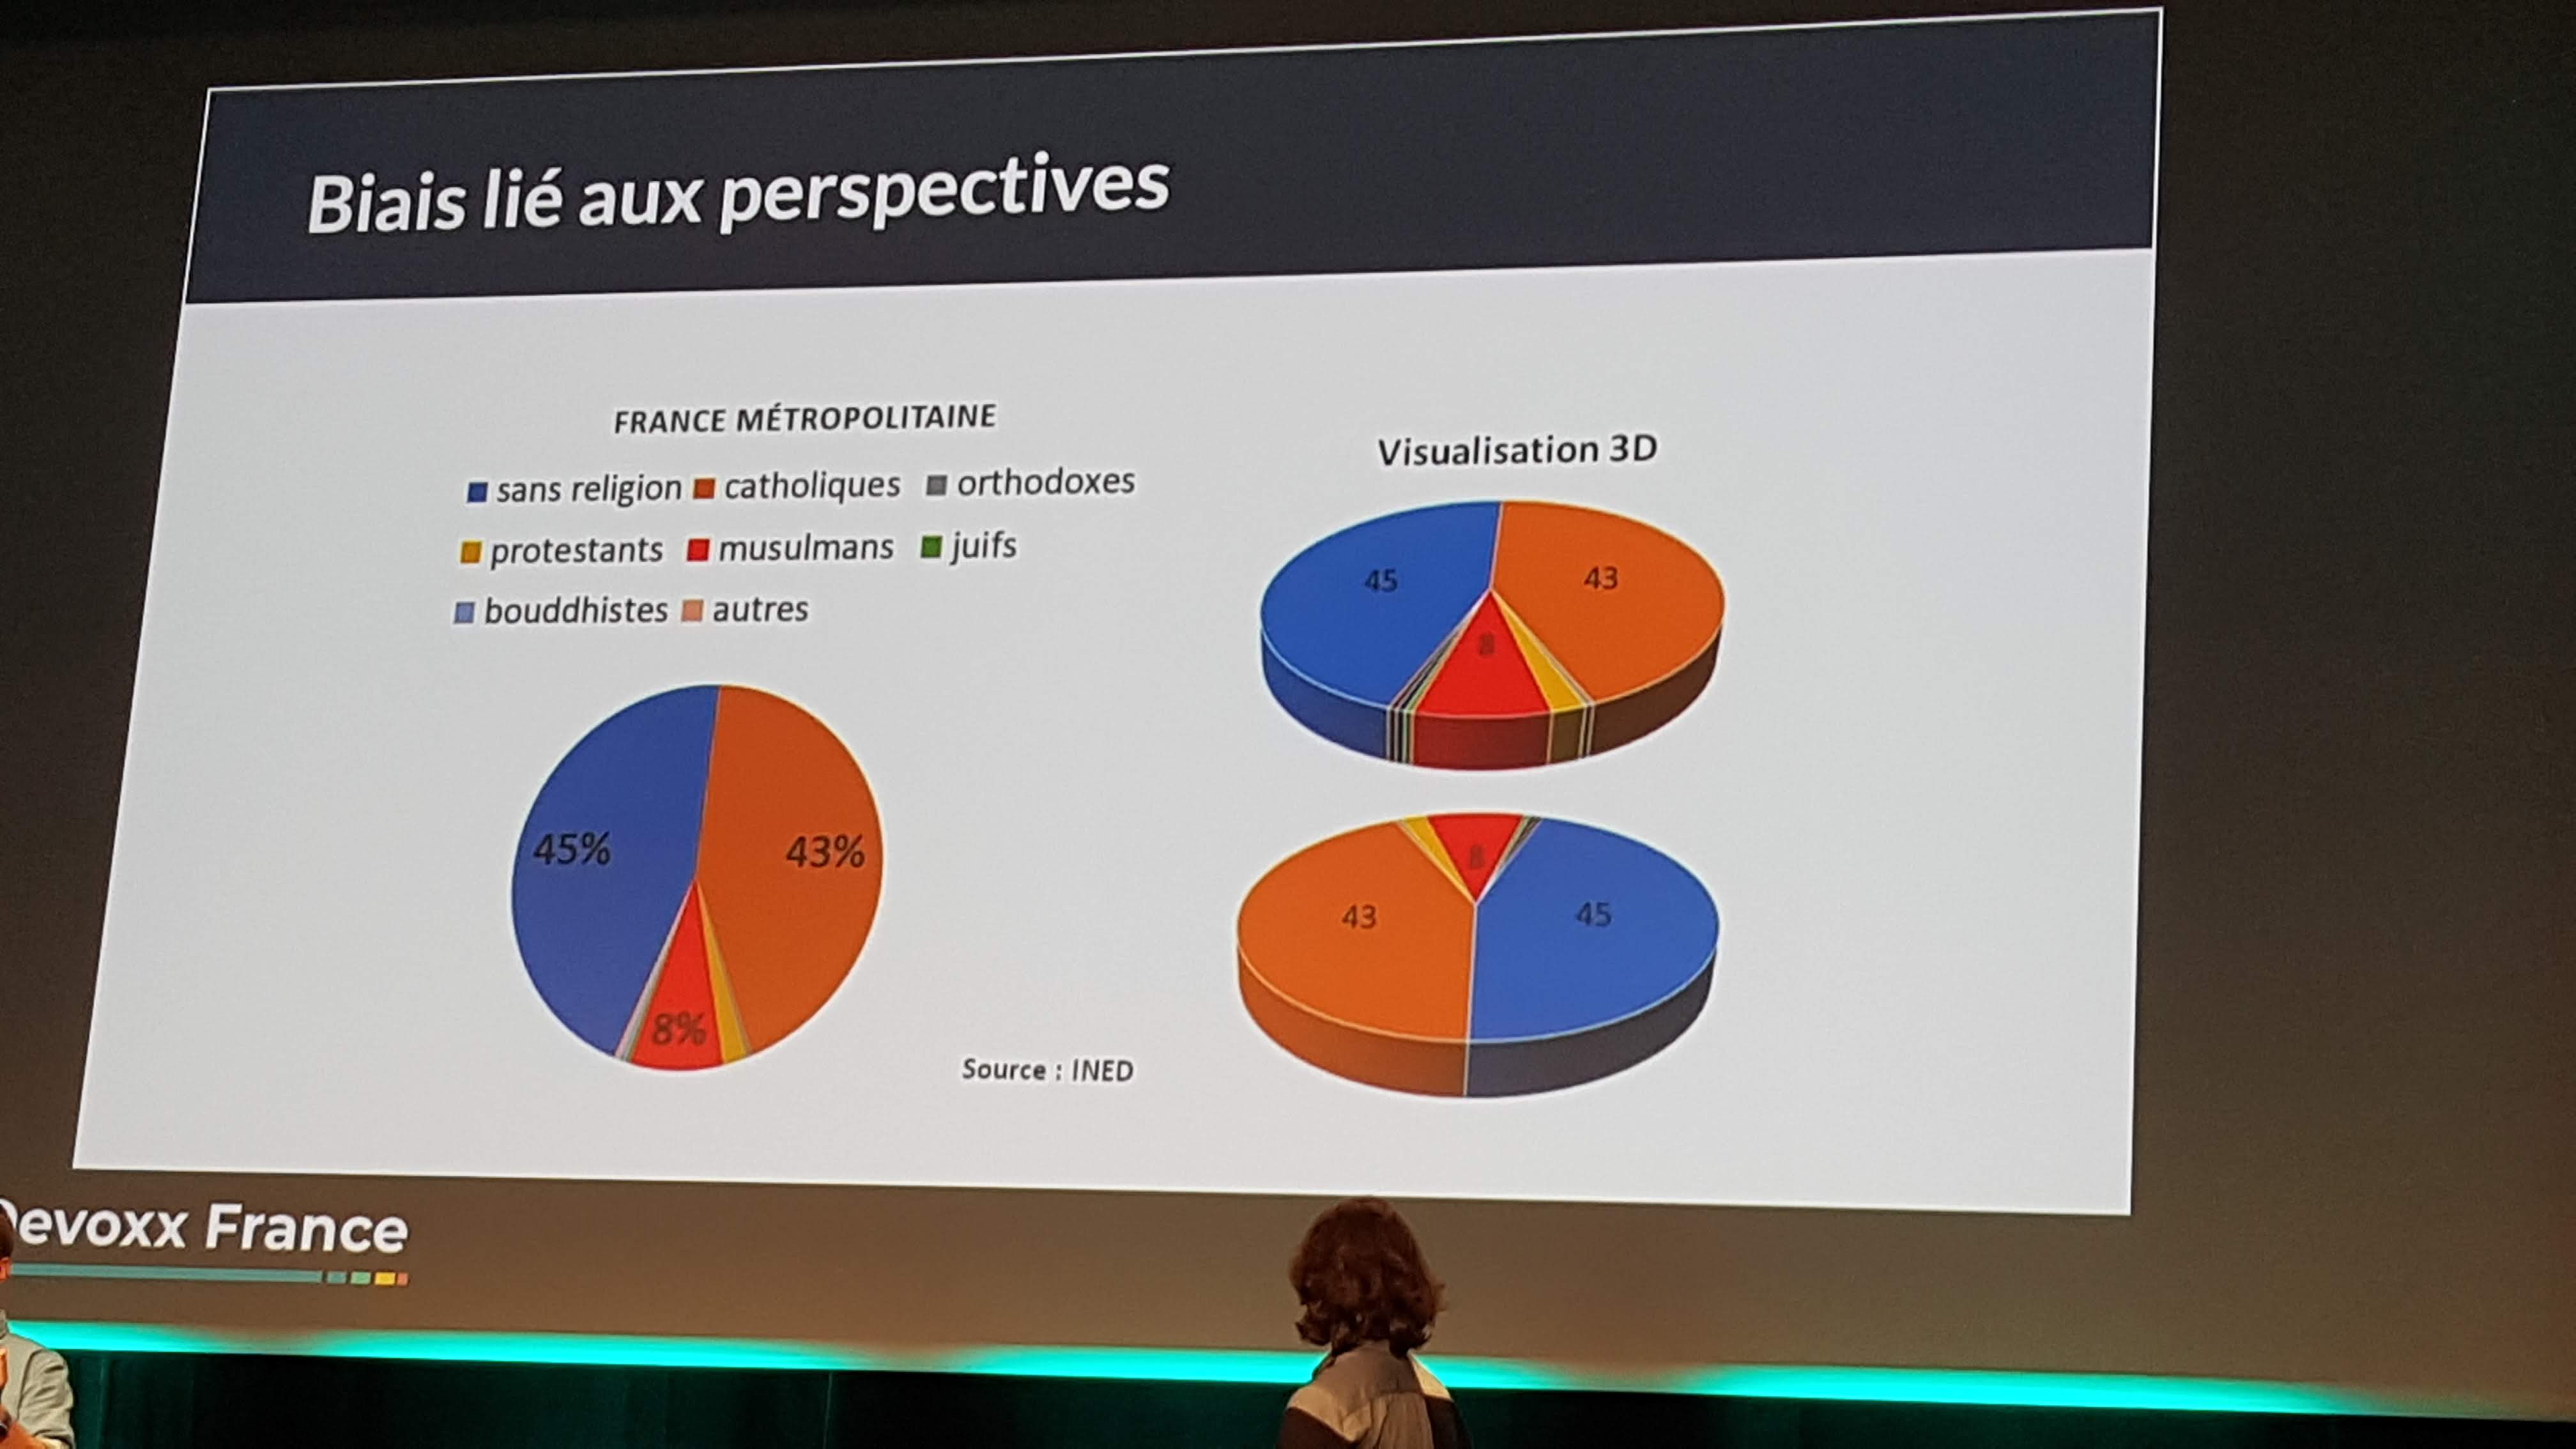 Biais lié aux perspectives
FRANCE MÉTROPOLITAINE
sans religion catholiques orthodoxes
protestants musulmans juifs
bouddhistes autres
45% 43%
8%
Source : INED
Visualisation 3D
45 43
8
8
43 45
Devoxx France